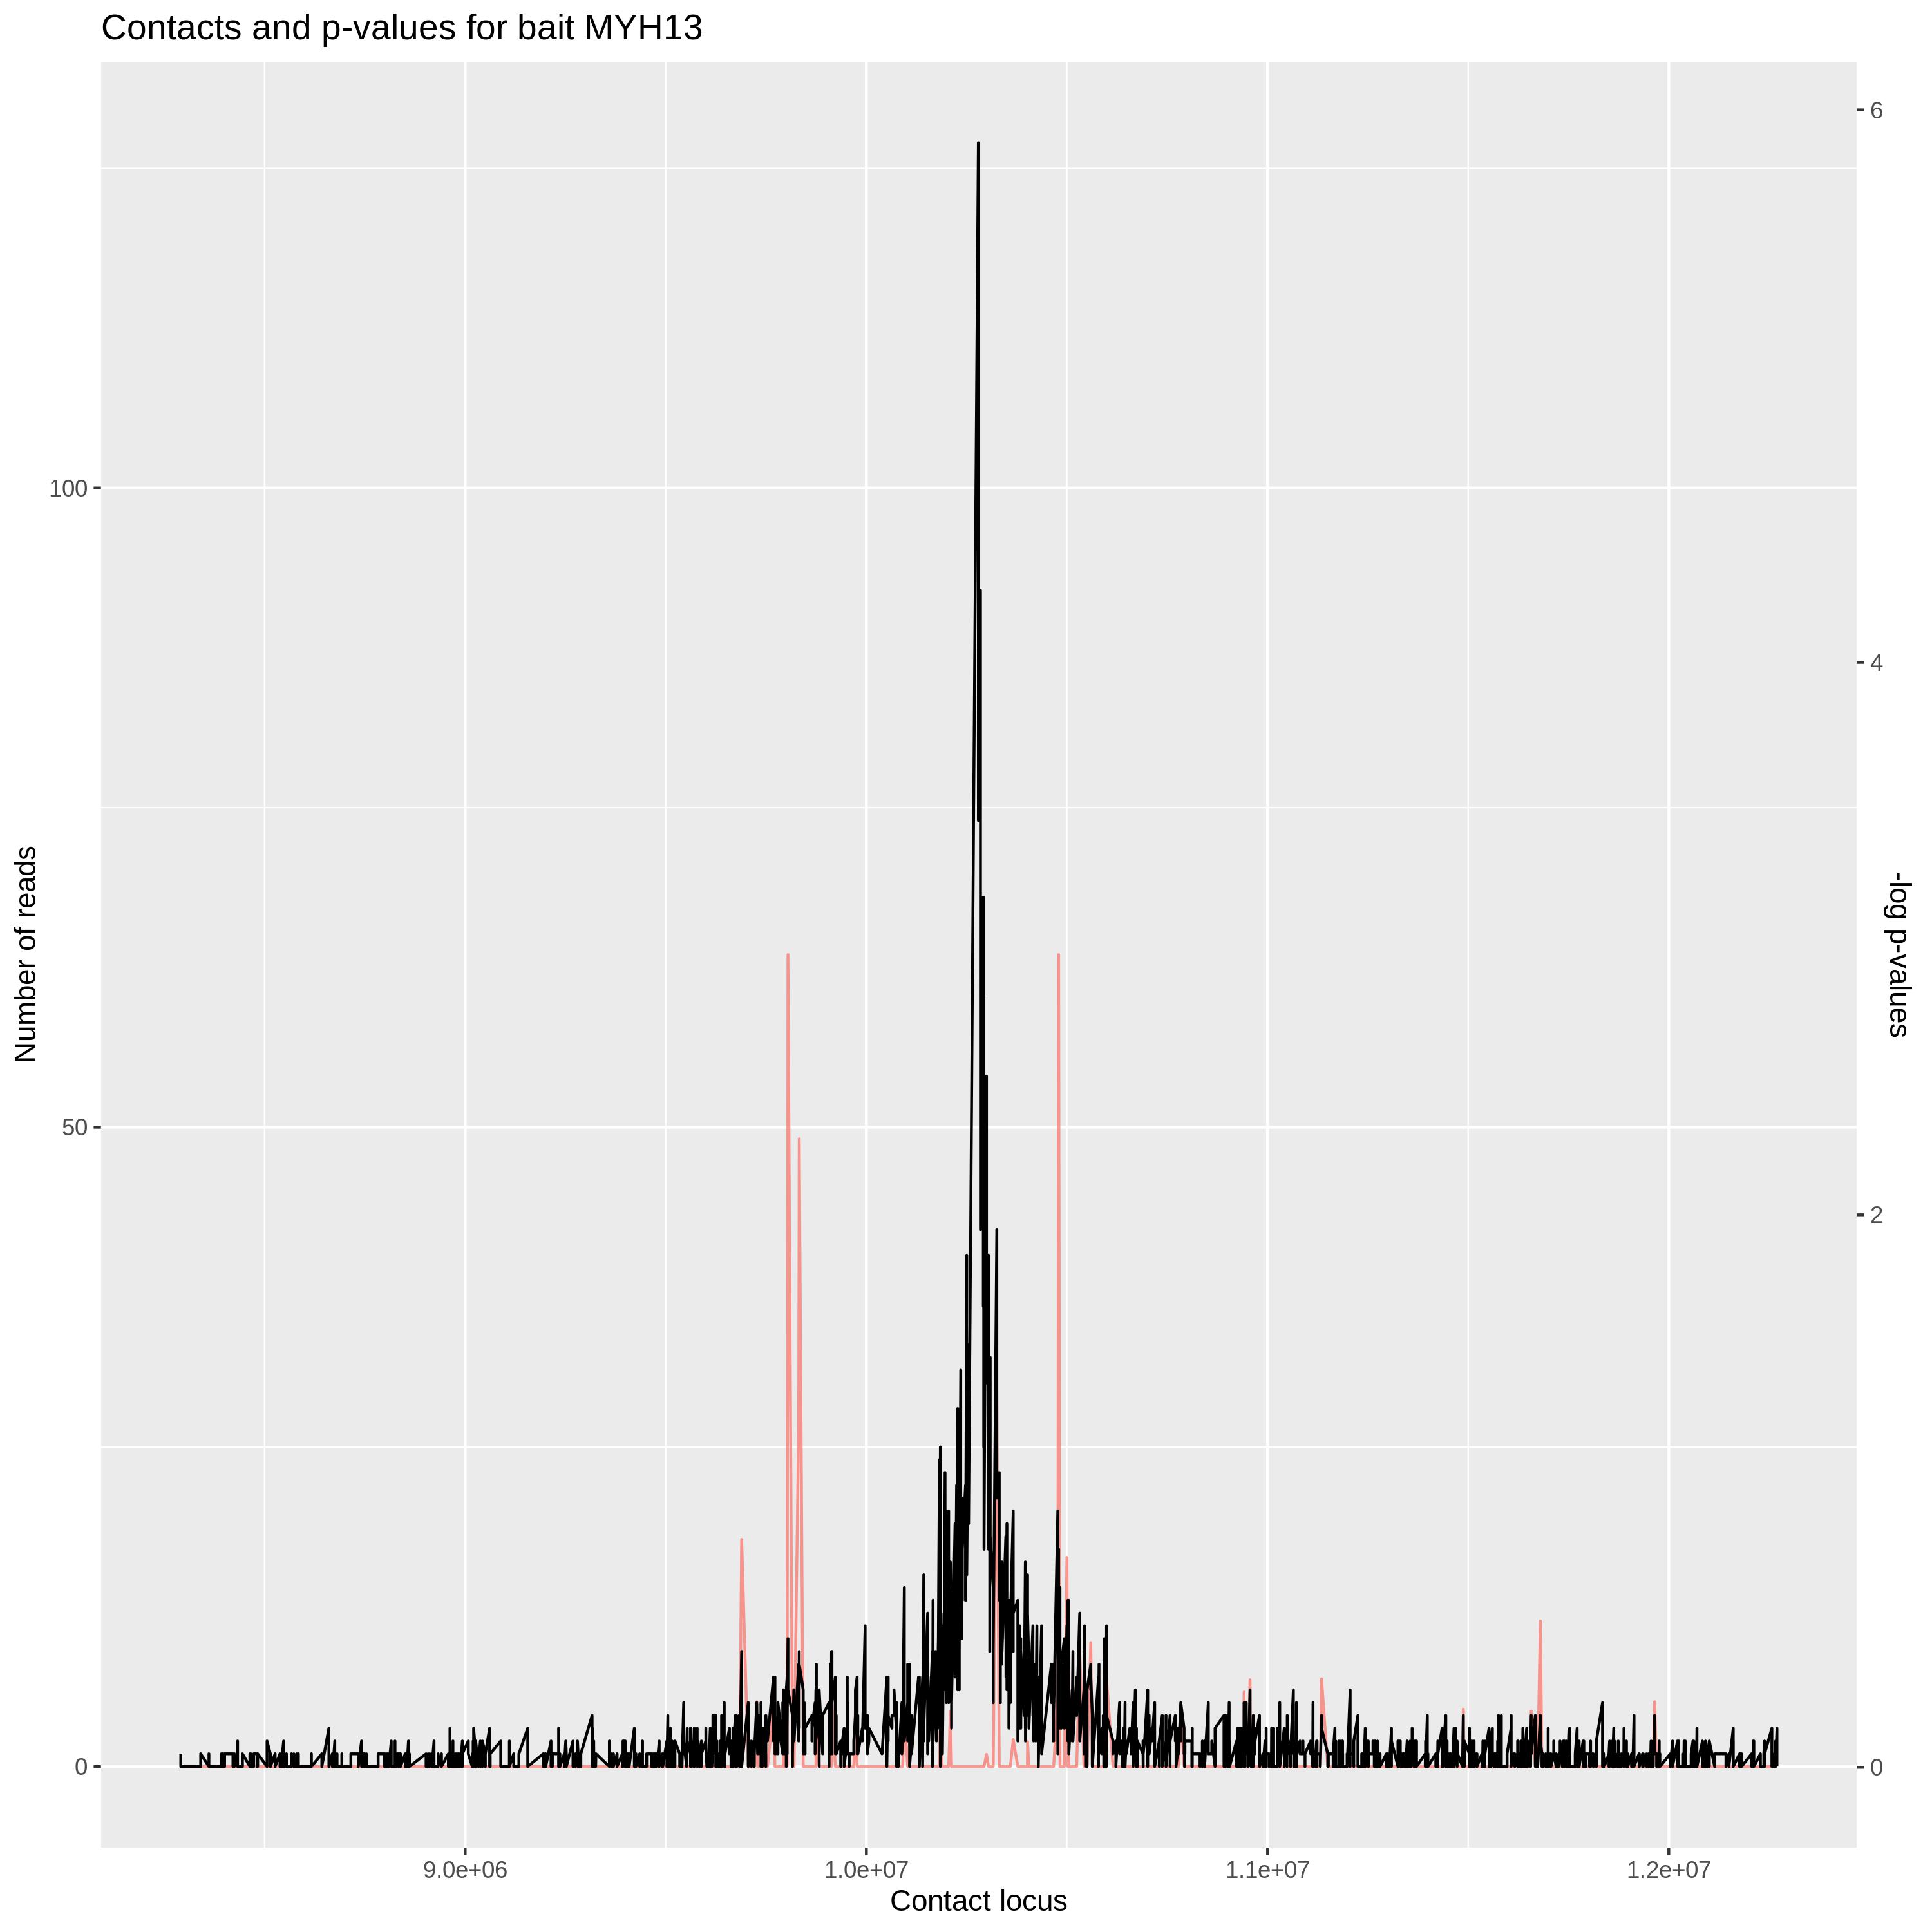 Contacts and p-values for bait MYH13
Number of reads
100
50
0
6
4
2
0
-log p-values
9.0e+06
1.0e+07
1.1e+07
1.2e+07
Contact locus